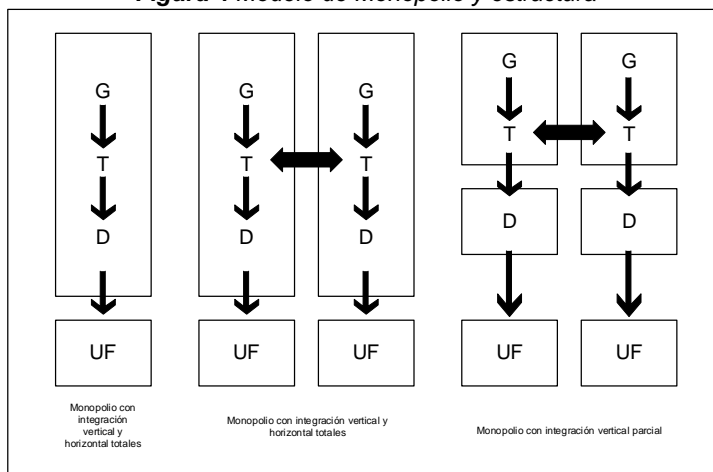 Figura 1 Modelo de Monopolio y estructura
G
T
D
UF
Monopolio con
integración
vertical y
horizontal totales
G G
T T
D D
UF UF
Monopolio con integración vertical y
horizontal totales
G G
T T
D D
UF UF
Monopolio con integración vertical parcial